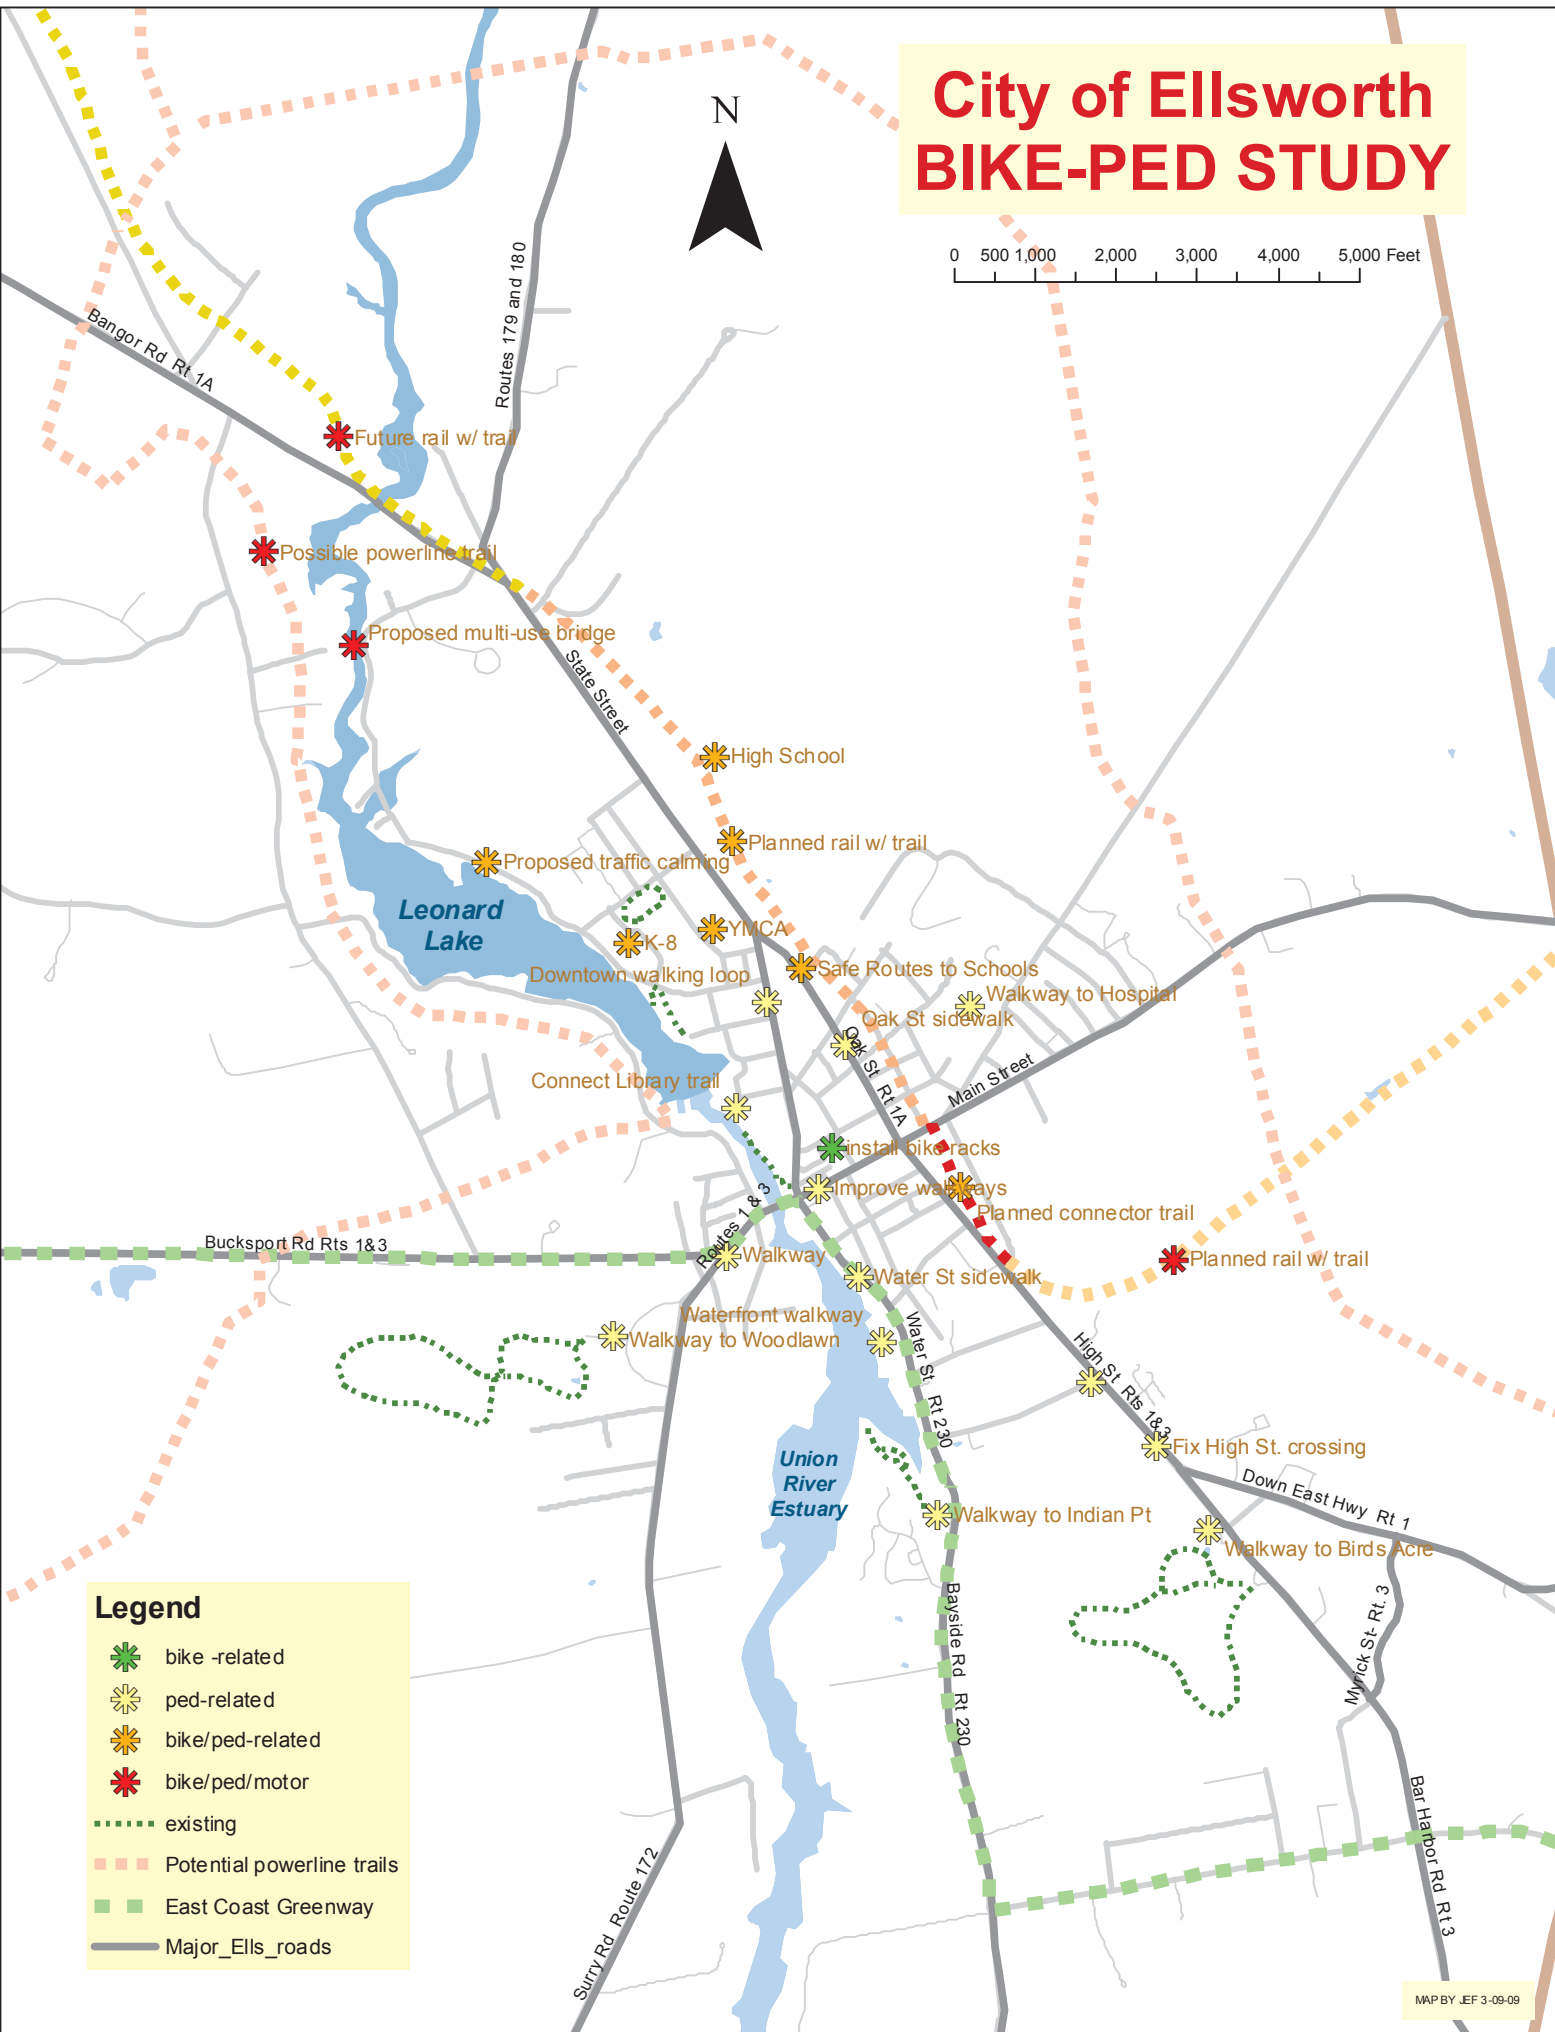 City of Ellsworth
BIKE-PED STUDY
N
0 500 1,000 2,000 3,000 4,000 5,000 Feet
Routes 179 and 180
Bangor Rd Rt 1A
Future rail w/ trail
Possible powerline trail
Proposed multi-use bridge
State Street
High School
Planned rail w/ trail
Proposed traffic calming
Leonard
Lake
YMCA
K-8
Downtown walking loop
Safe Routes to Schools
Walkway to Hospital
Oak St sidewalk
Oak St Rt 1A
Main Street
Connect Library trail
install bike racks
Improve walkways
Planned connector trail
Routes 1 & 3
Bucksport Rd Rts 1&3
Walkway
Planned rail w/ trail
Water St sidewalk
Waterfront walkway
Walkway to Woodlawn
Water St Rt 230
High St Rts 1&3
Fix High St. crossing
Union
River
Estuary
Down East Hwy Rt 1
Walkway to Indian Pt
Walkway to Birds Acre
Bayside Rd Rt 230
Myrick St- Rt. 3
Bar Harbor Rd Rt 3
Surry Rd Route 172
Legend
bike -related
ped-related
bike/ped-related
bike/ped/motor
existing
Potential powerline trails
East Coast Greenway
Major_Ells_roads
MAP BY JEF 3-09-09